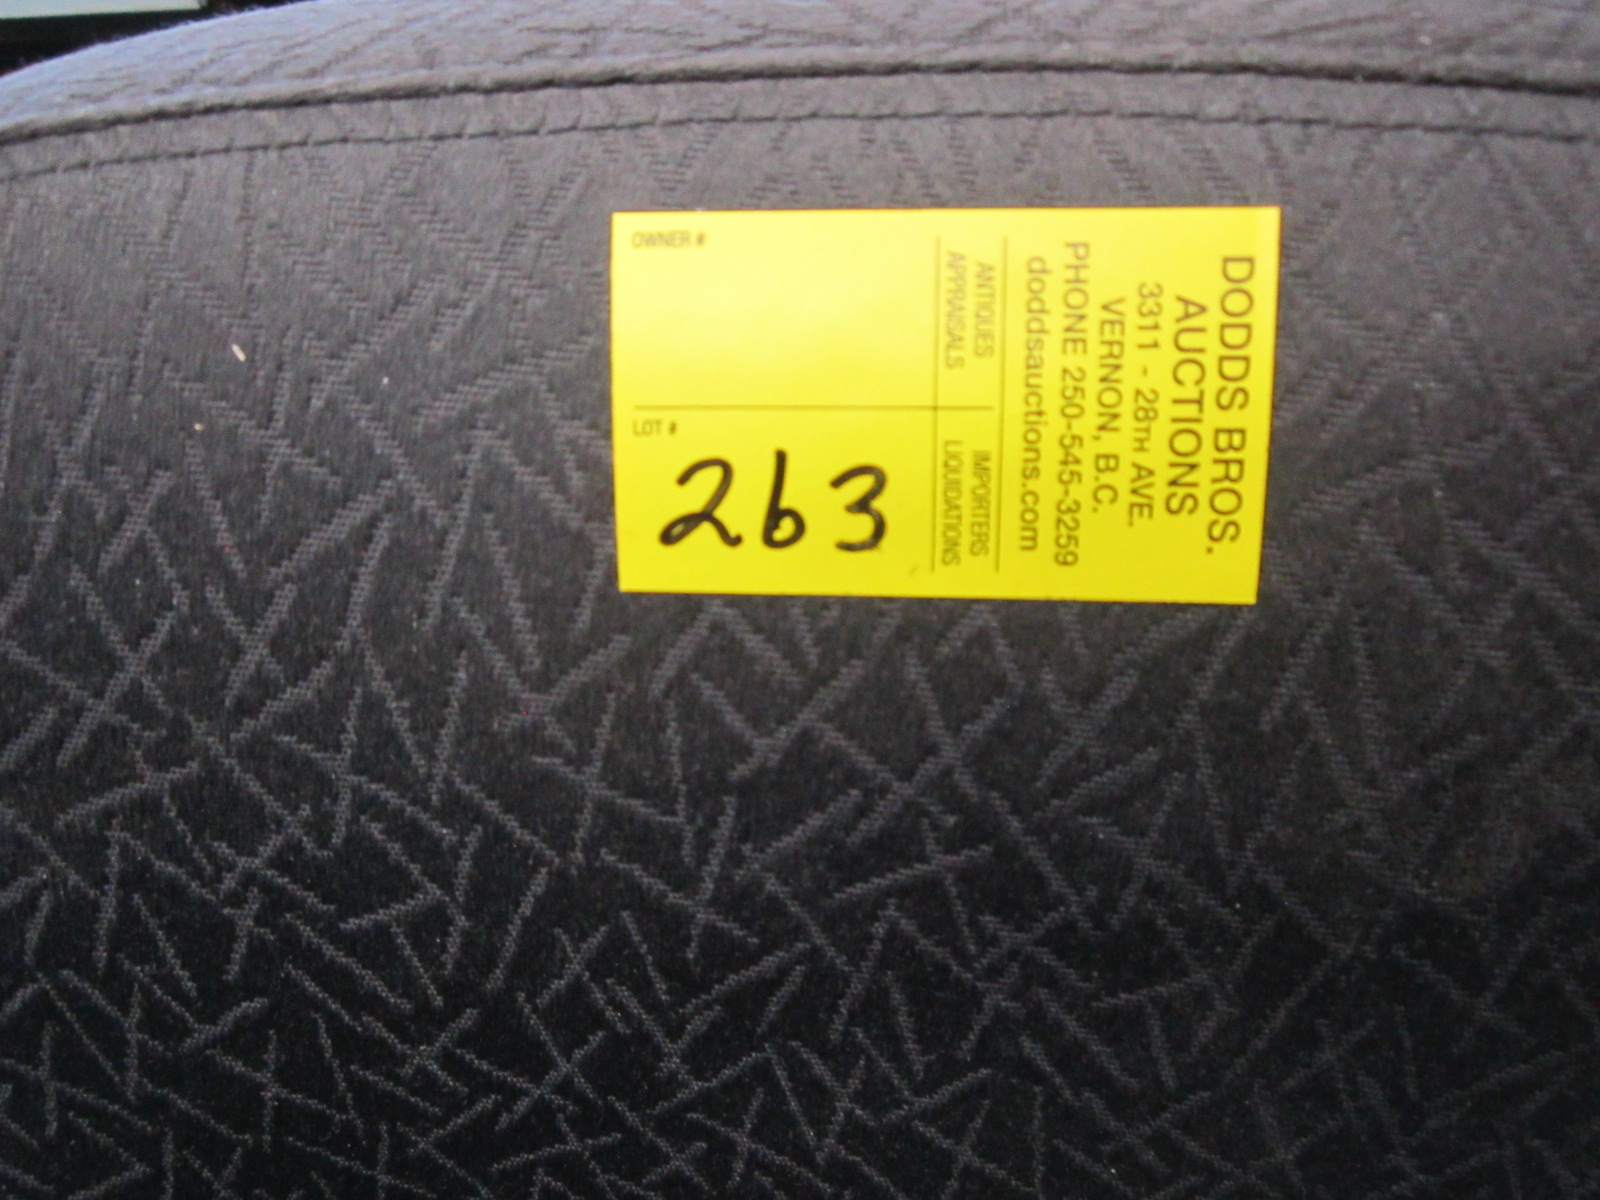 DODDS BROS.
AUCTIONS
3311 - 28TH AVE.
VERNON, B.C.
PHONE 250-545-3259
doddsauctions.com
ANTIQUES IMPORTERS
APPRAISALS LIQUIDATIONS
OWNER #
LOT #
263